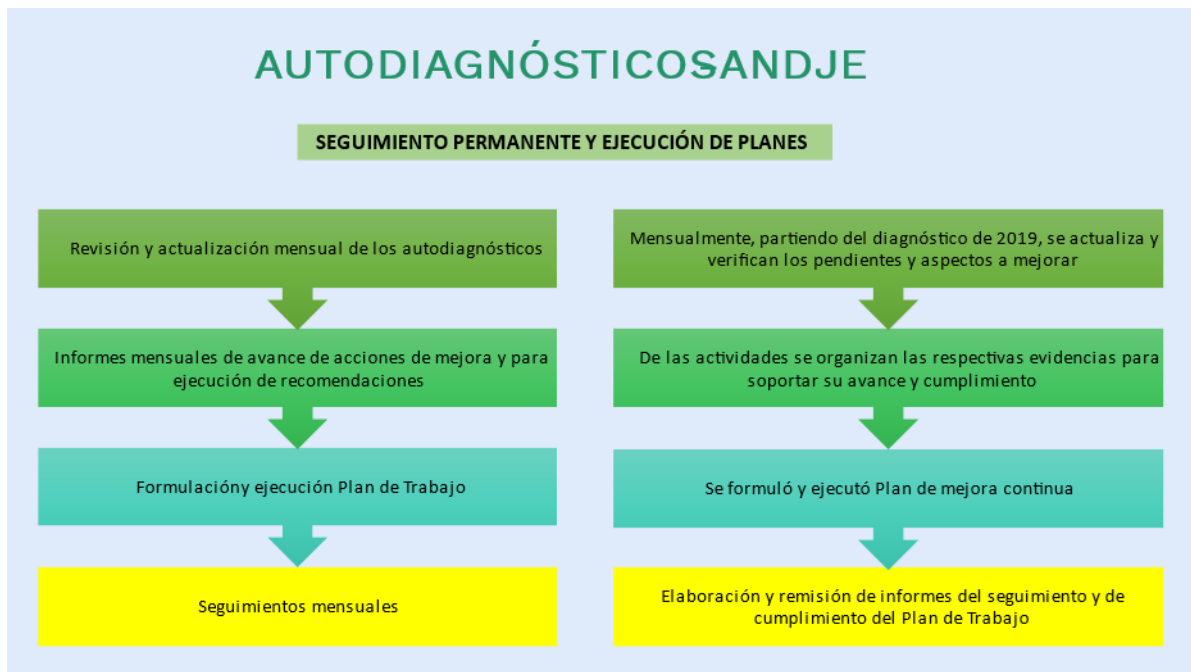 AUTODIAGNÓSTICOS-ANDJE
SEGUIMIENTO PERMANENTE Y EJECUCIÓN DE PLANES
Revisión y actualización mensual de los autodiagnósticos
Informes mensuales de avance de acciones de mejora y para
ejecución de recomendaciones
Formulacióny ejecución Plan de Trabajo
Seguimientos mensuales
Mensualmente, partiendo del diagnóstico de 2019, se actualiza y
verifican los pendientes y aspectos a mejorar
De las actividades se organizan las respectivas evidencias para
soportar su avance y cumplimiento
Se formuló y ejecutó Plan de mejora continua
Elaboración y remisión de informes del seguimiento y de
cumplimiento del Plan de Trabajo